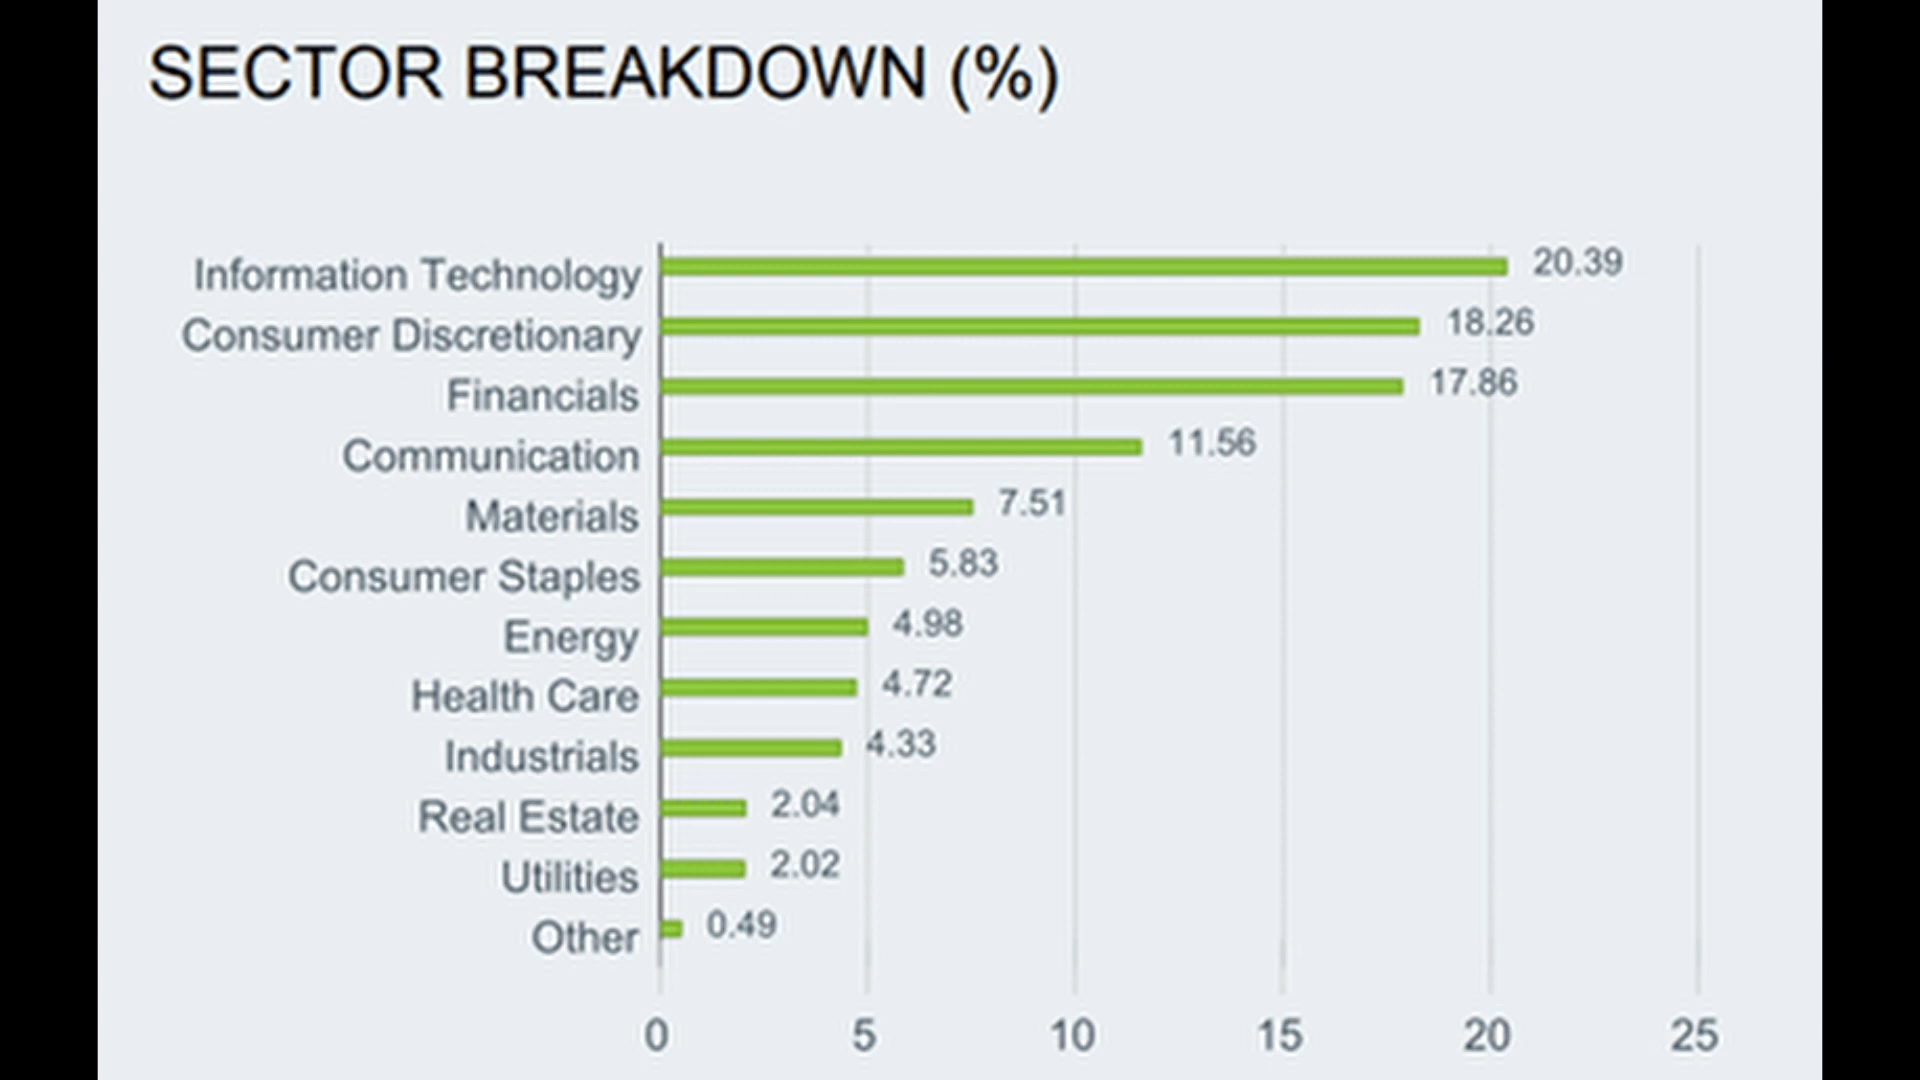 SECTOR BREAKDOWN (%)
Information Technology 20.39
Consumer Discretionary 18.26
Financials 17.86
Communication 11.56
Materials 7.51
Consumer Staples 5.83
Energy 4.98
Health Care 4.72
Industrials 4.33
Real Estate 2.04
Utilities 2.02
Other 0.49
0 5 10 15 20 25